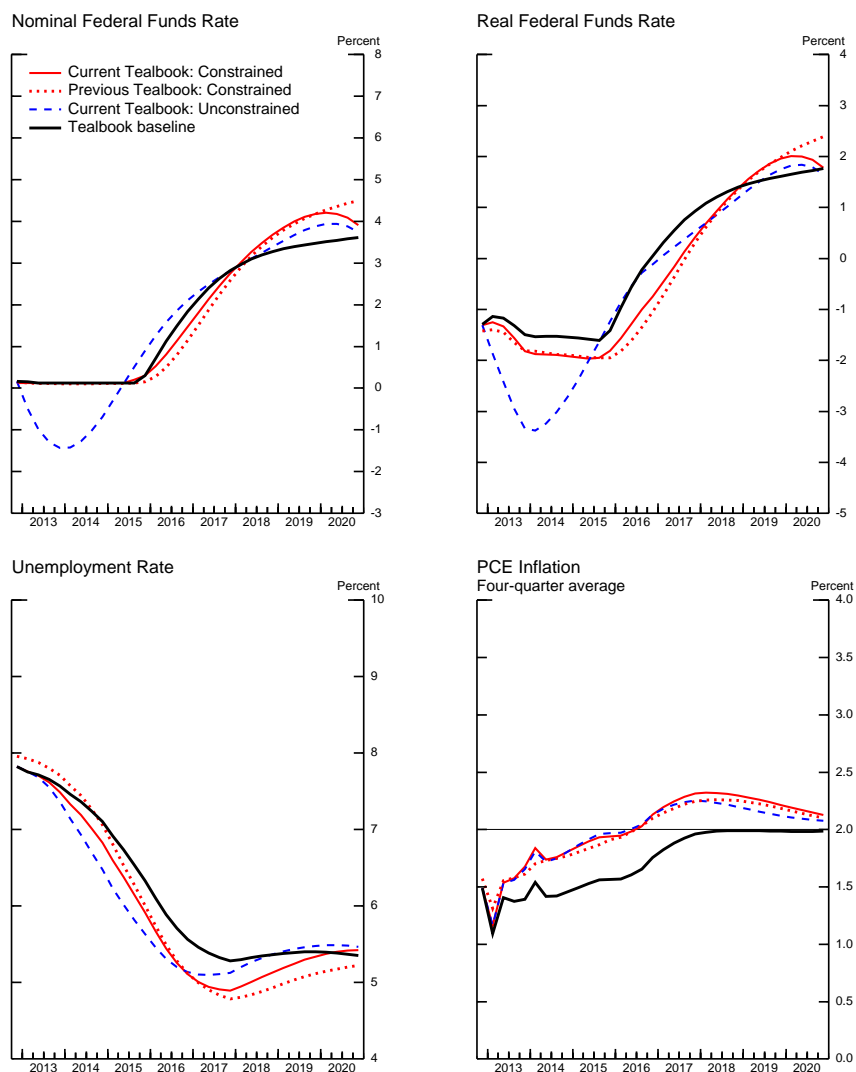 Nominal Federal Funds Rate
Percent
Current Tealbook: Constrained
Previous Tealbook: Constrained
Current Tealbook: Unconstrained
Tealbook baseline
8
7
6
5
4
3
2
1
0
-1
-2
-3
2013 2014 2015 2016 2017 2018 2019 2020
Real Federal Funds Rate
Percent
4
3
2
1
0
-1
-2
-3
-4
-5
2013 2014 2015 2016 2017 2018 2019 2020
Unemployment Rate
Percent
10
9
8
7
6
5
4
2013 2014 2015 2016 2017 2018 2019 2020
PCE Inflation
Four-quarter average
Percent
4.0
3.5
3.0
2.5
2.0
1.5
1.0
0.5
0.0
2013 2014 2015 2016 2017 2018 2019 2020